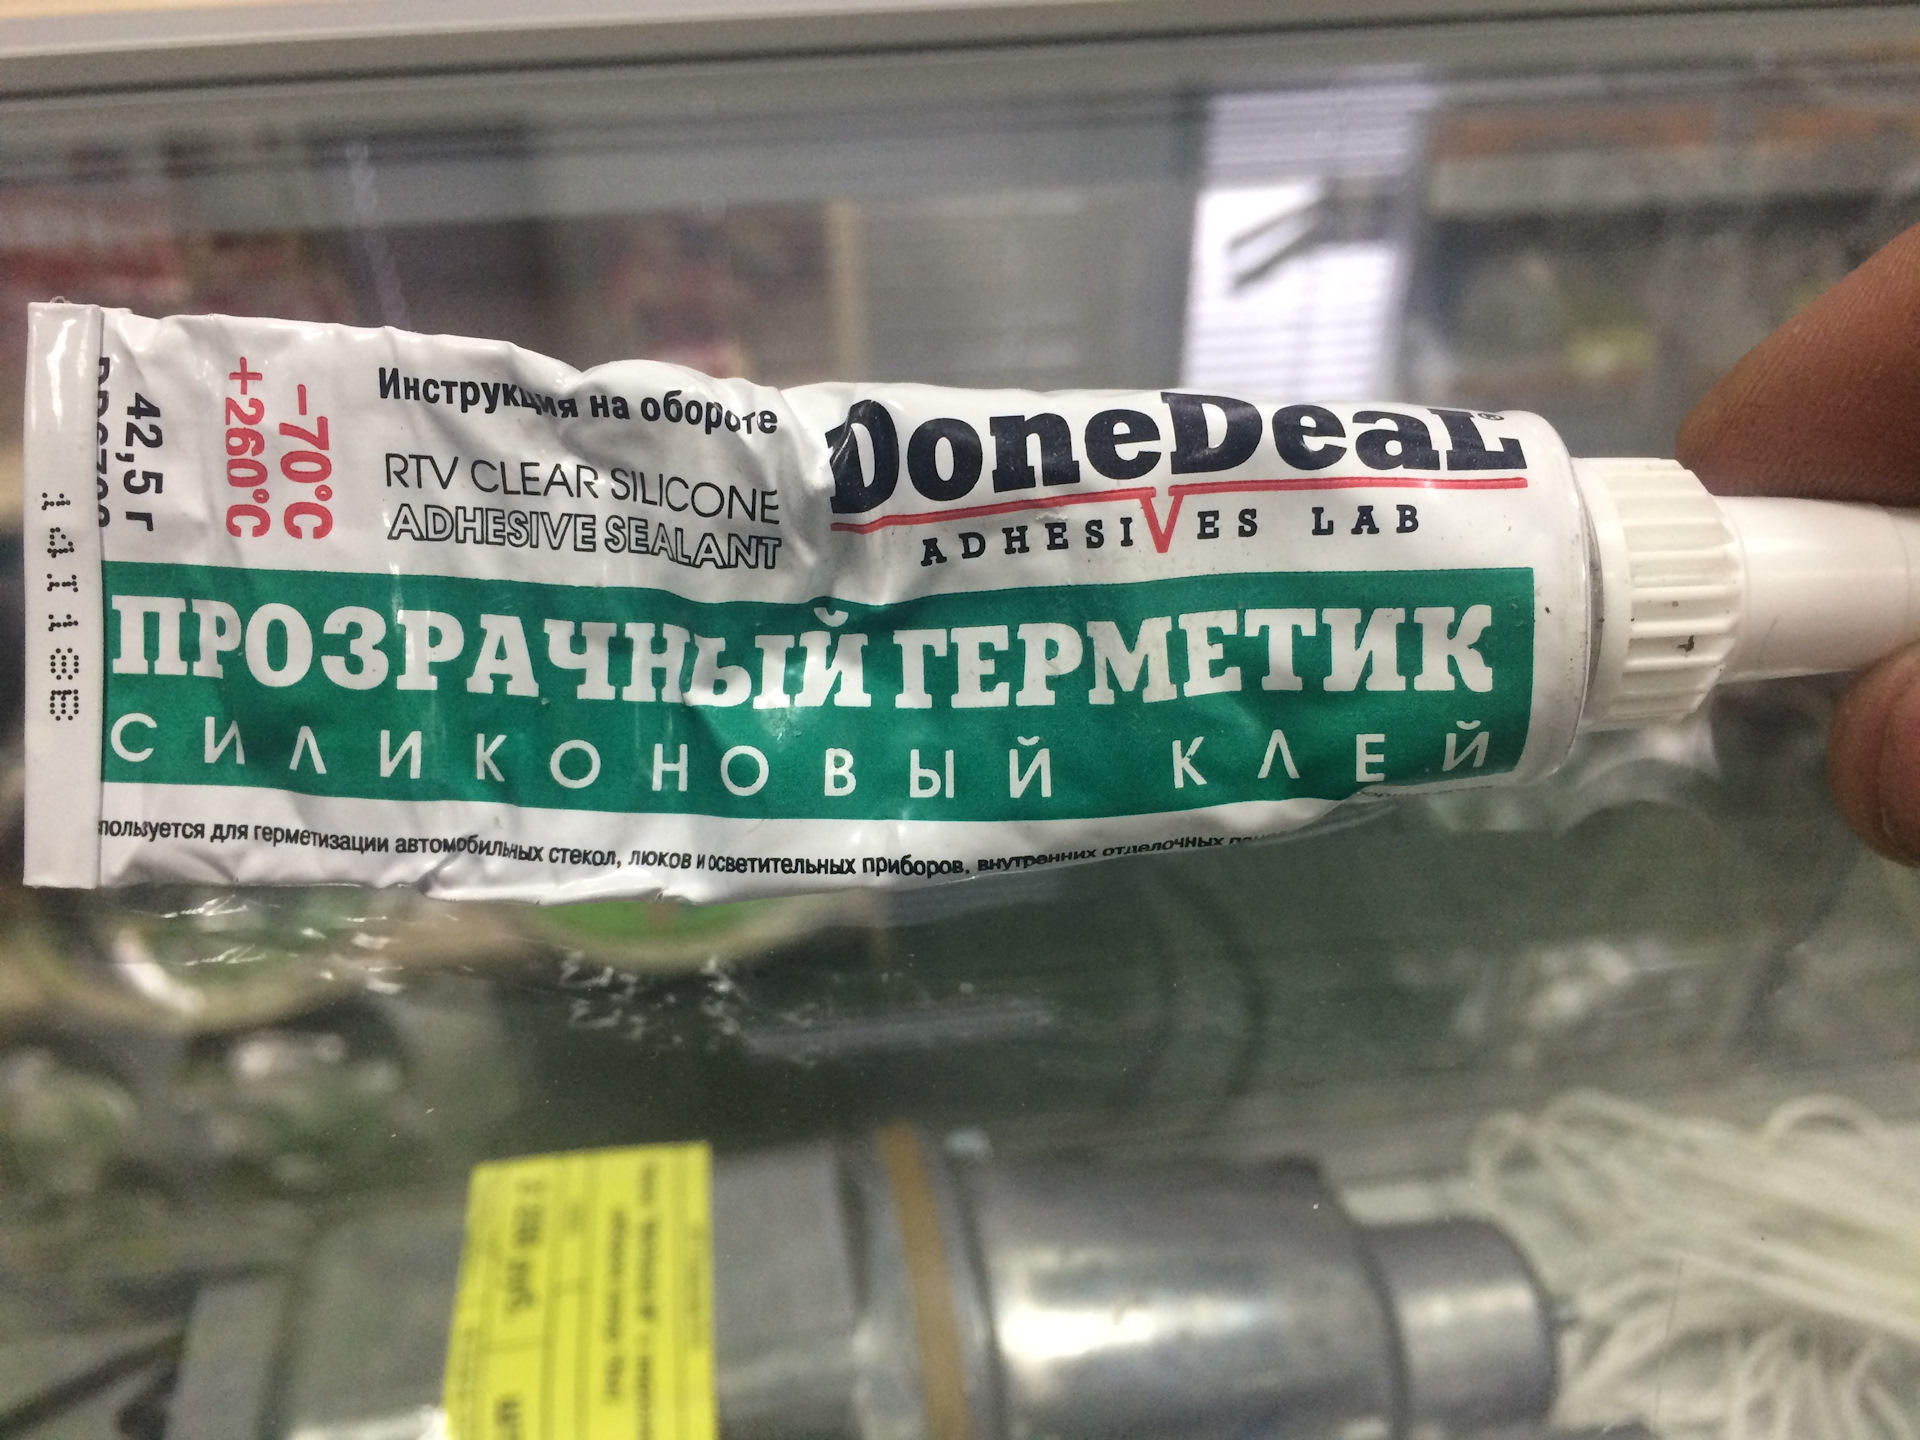 DoneDeaL®
ADHESIVES LAB
Инструкция на обороте
RTV CLEAR SILICONE
ADHESIVE SEALANT
−70°C
+260°C
42,5 г
ПРОЗРАЧНЫЙ ГЕРМЕТИК
СИЛИКОНОВЫЙ КЛЕЙ
пользуется для герметизации автомобильных стекол, люков и осветительных приборов, внутренних отделочных
14I18E